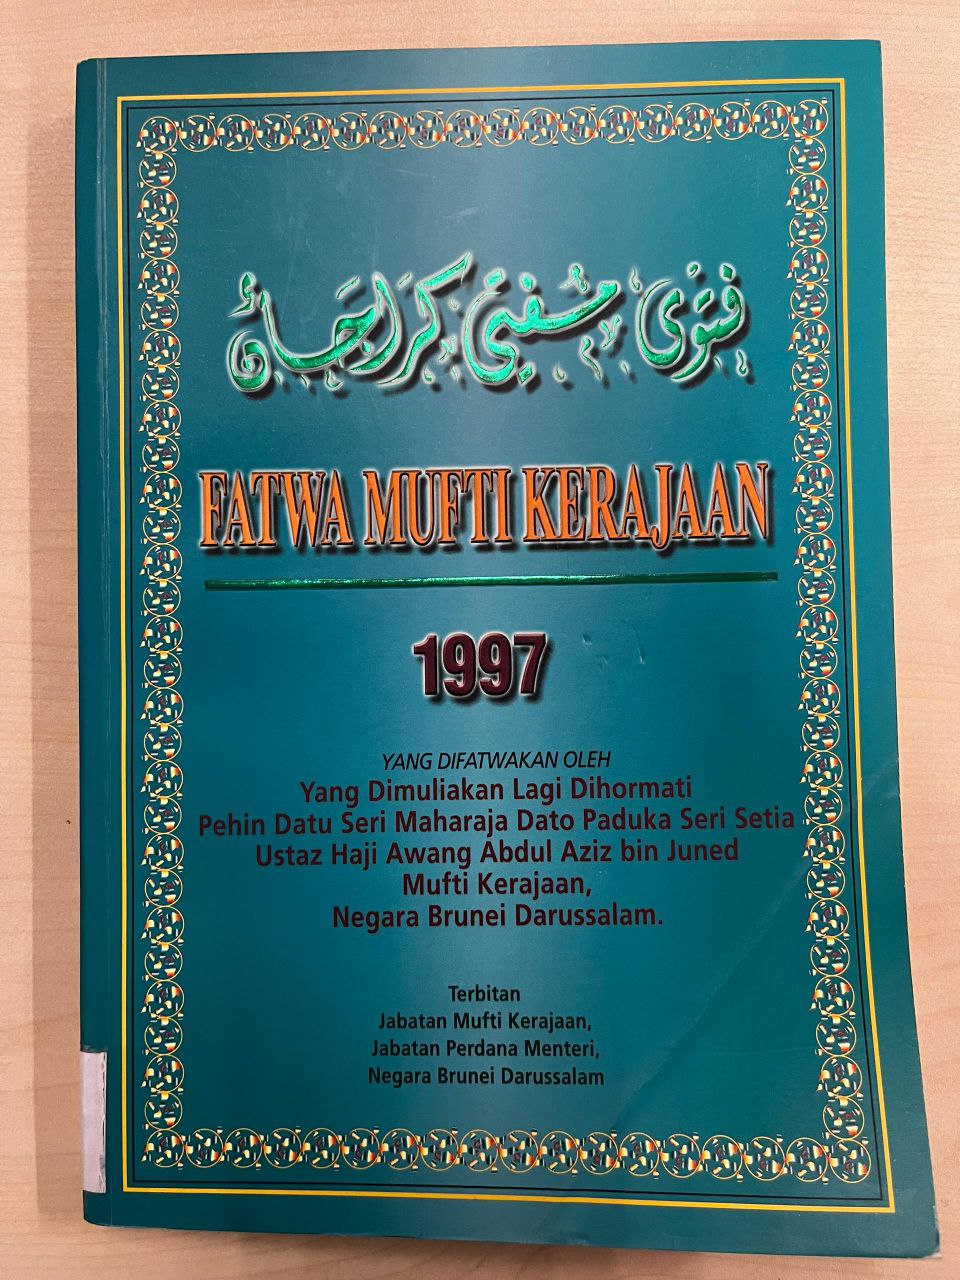 فتوى مفتي كراجأن
FATWA MUFTI KERAJAAN
1997
YANG DIFATWAKAN OLEH
Yang Dimuliakan Lagi Dihormati
Pehin Datu Seri Maharaja Dato Paduka Seri Setia
Ustaz Haji Awang Abdul Aziz bin Juned
Mufti Kerajaan,
Negara Brunei Darussalam.
Terbitan
Jabatan Mufti Kerajaan,
Jabatan Perdana Menteri,
Negara Brunei Darussalam